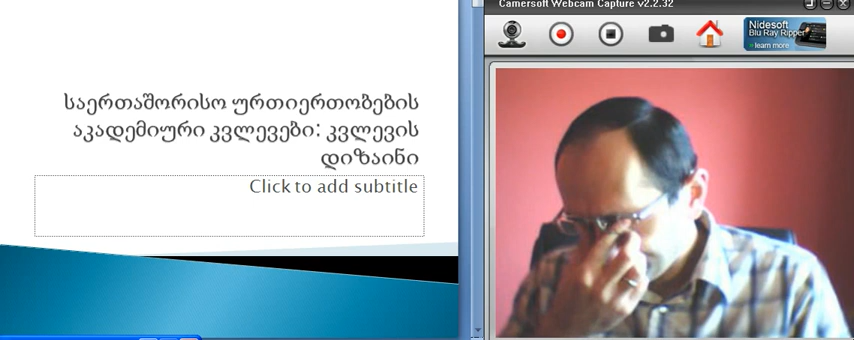 საერთაშორისო ურთიერთობების
აკადემიური კვლევები: კვლევის
დიზაინი
Click to add subtitle
Camersoft Webcam Capture v2.2.32
Nidesoft
Blu Ray Ripper
learn more